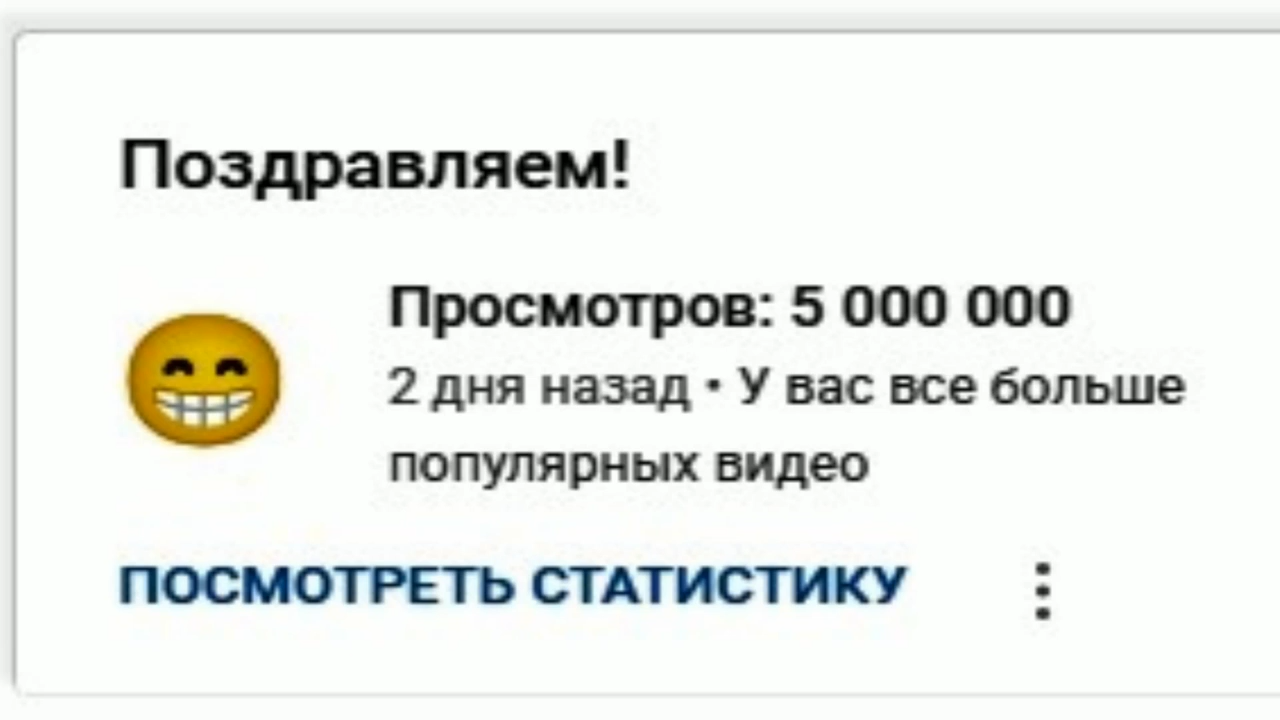 Поздравляем!
Просмотров: 5 000 000
2 дня назад • У вас все больше
популярных видео
ПОСМОТРЕТЬ СТАТИСТИКУ